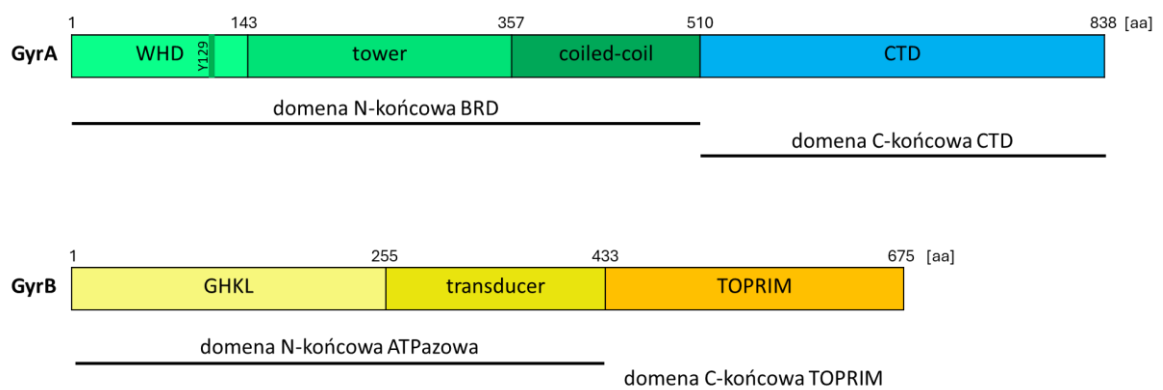 1 143 357 510 838 [aa]
GyrA WHD Y129 tower coiled-coil CTD
domena N-końcowa BRD
domena C-końcowa CTD
1 255 433 675 [aa]
GyrB GHKL transducer TOPRIM
domena N-końcowa ATPazowa
domena C-końcowa TOPRIM